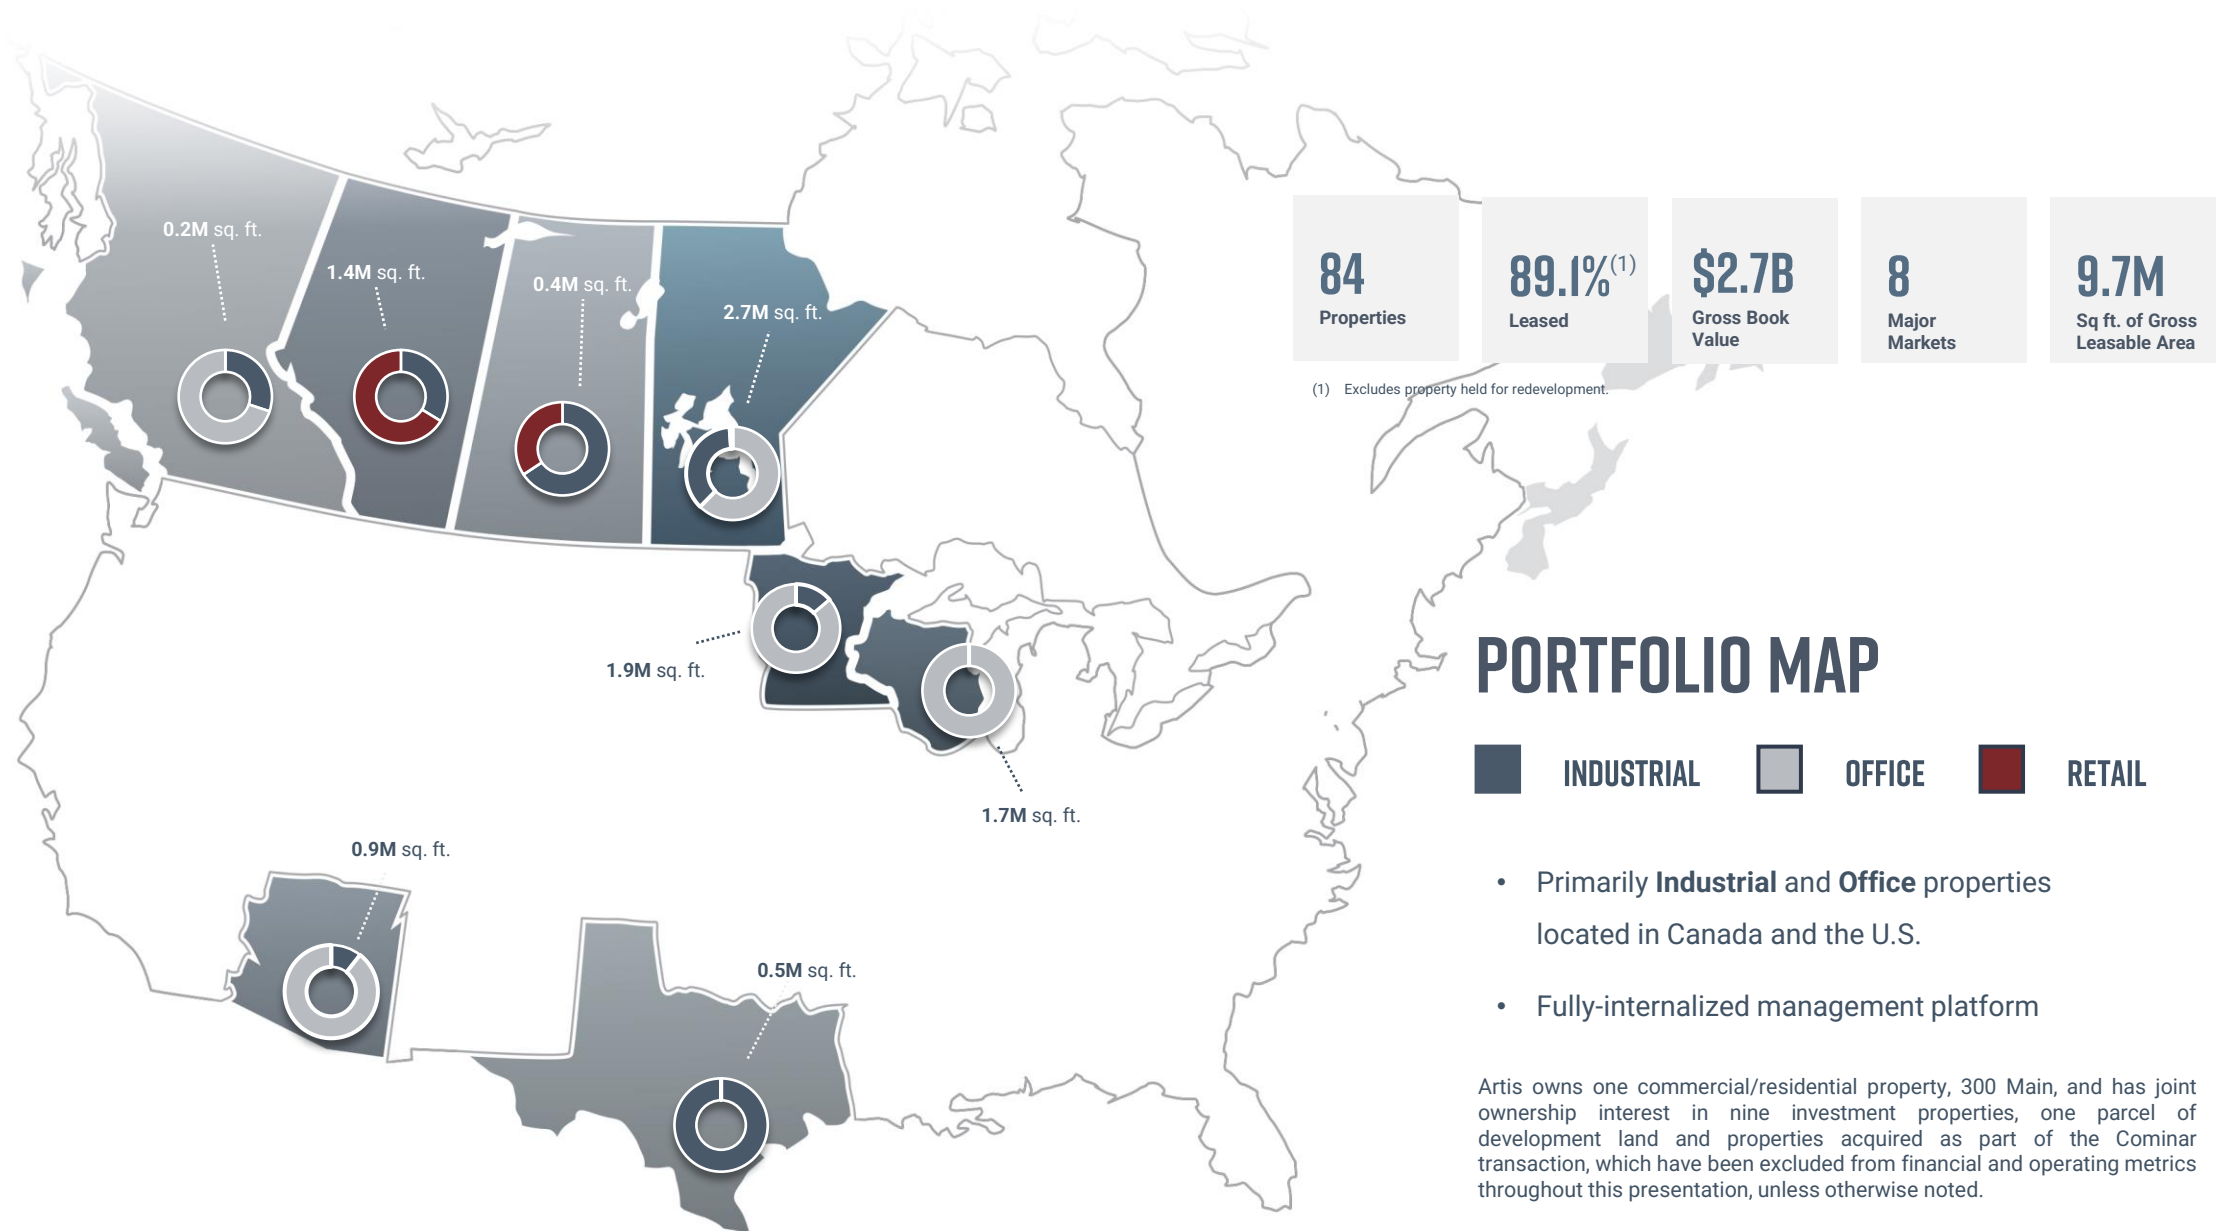 0.2M sq. ft.
1.4M sq. ft.
0.4M sq. ft.
2.7M sq. ft.
84
Properties
89.1%(1)
Leased
$2.7B
Gross Book
Value
8
Major
Markets
9.7M
Sq ft. of Gross
Leasable Area
(1) Excludes property held for redevelopment.
1.9M sq. ft.
1.7M sq. ft.
0.9M sq. ft.
0.5M sq. ft.
PORTFOLIO MAP
INDUSTRIAL
OFFICE
RETAIL
• Primarily Industrial and Office properties
located in Canada and the U.S.
• Fully-internalized management platform
Artis owns one commercial/residential property, 300 Main, and has joint
ownership interest in nine investment properties, one parcel of
development land and properties acquired as part of the Cominar
transaction, which have been excluded from financial and operating metrics
throughout this presentation, unless otherwise noted.